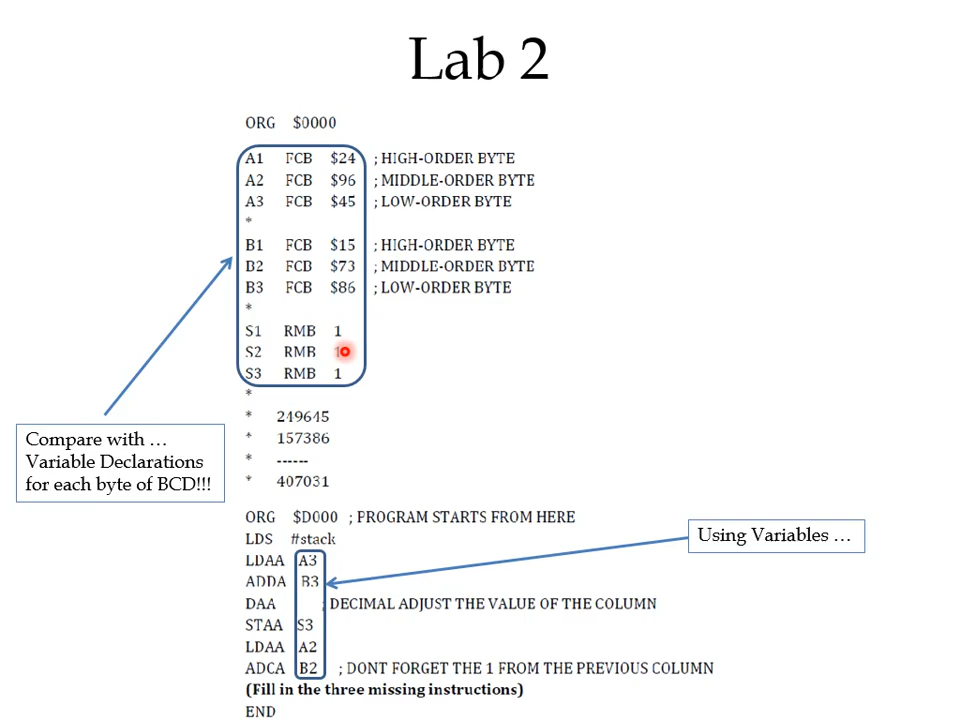 Lab 2
ORG $0000
A1 FCB $24 ; HIGH-ORDER BYTE
A2 FCB $96 ; MIDDLE-ORDER BYTE
A3 FCB $45 ; LOW-ORDER BYTE
*
B1 FCB $15 ; HIGH-ORDER BYTE
B2 FCB $73 ; MIDDLE-ORDER BYTE
B3 FCB $86 ; LOW-ORDER BYTE
*
S1 RMB 1
S2 RMB 1
S3 RMB 1
*
* 249645
* 157386
* ------
* 407031
Compare with …
Variable Declarations
for each byte of BCD!!!
ORG $D000 ; PROGRAM STARTS FROM HERE
LDS #stack
LDAA A3
ADDA B3
DAA ; DECIMAL ADJUST THE VALUE OF THE COLUMN
STAA S3
LDAA A2
ADCA B2 ; DONT FORGET THE 1 FROM THE PREVIOUS COLUMN
(Fill in the three missing instructions)
END
Using Variables …